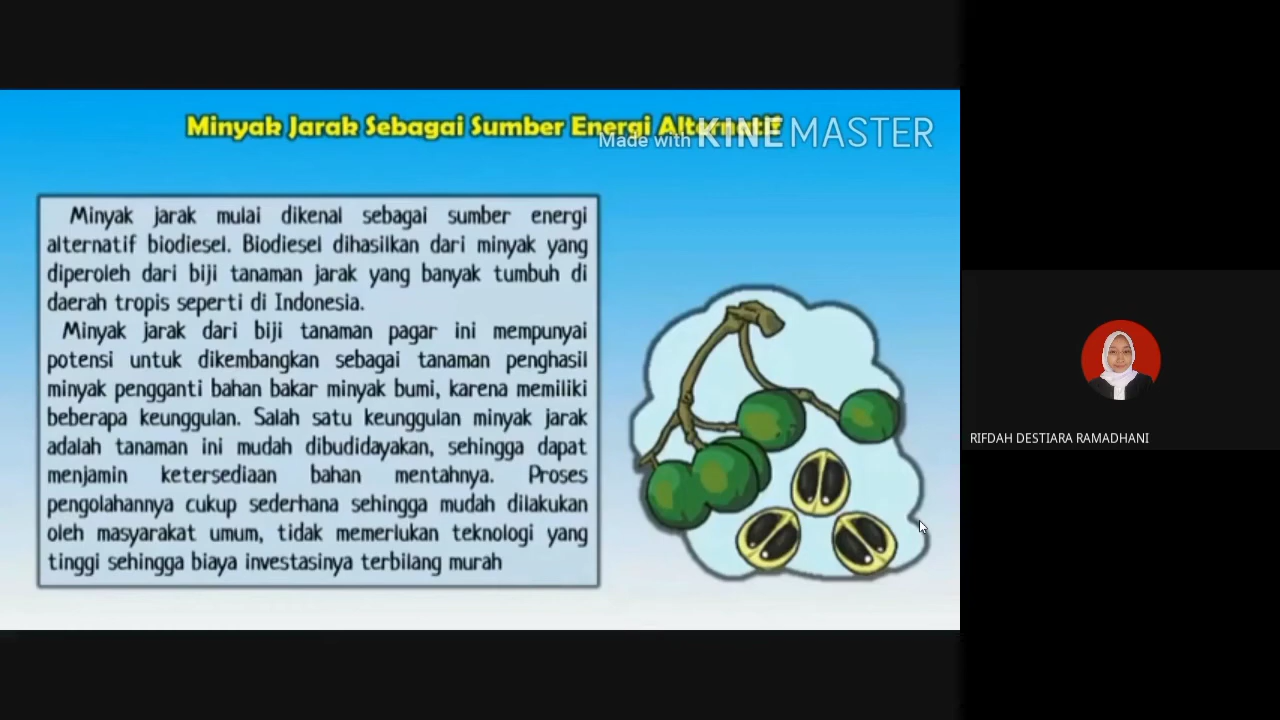 Minyak Jarak Sebagai Sumber Energi Alternatif
Made with KINEMASTER
Minyak jarak mulai dikenal sebagai sumber energi
alternatif biodiesel. Biodiesel dihasilkan dari minyak yang
diperoleh dari biji tanaman jarak yang banyak tumbuh di
daerah tropis seperti di Indonesia.
Minyak jarak dari biji tanaman pagar ini mempunyai
potensi untuk dikembangkan sebagai tanaman penghasil
minyak pengganti bahan bakar minyak bumi, karena memiliki
beberapa keunggulan. Salah satu keunggulan minyak jarak
adalah tanaman ini mudah dibudidayakan, sehingga dapat
menjamin ketersediaan bahan mentahnya. Proses
pengolahannya cukup sederhana sehingga mudah dilakukan
oleh masyarakat umum, tidak memerlukan teknologi yang
tinggi sehingga biaya investasinya terbilang murah
RIFDAH DESTIARA RAMADHANI